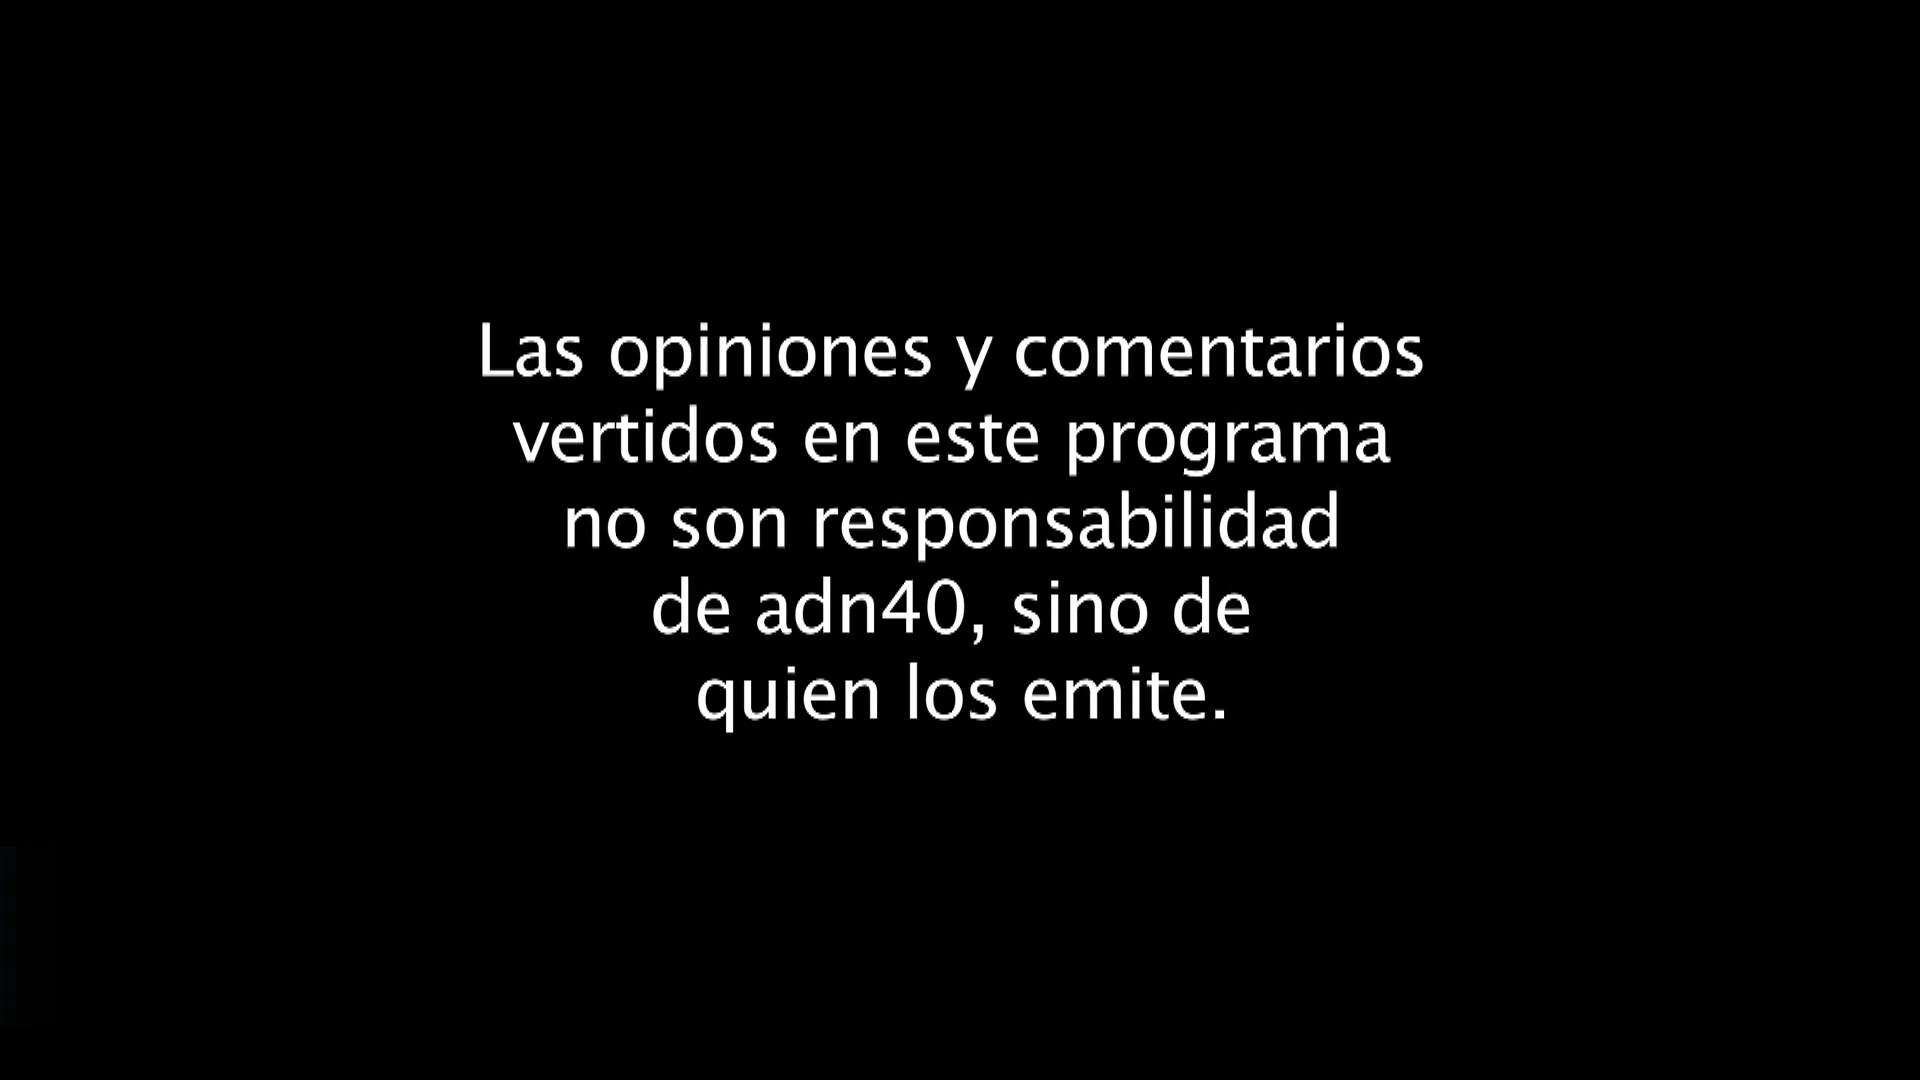 Las opiniones y comentarios
vertidos en este programa
no son responsabilidad
de adn40, sino de
quien los emite.